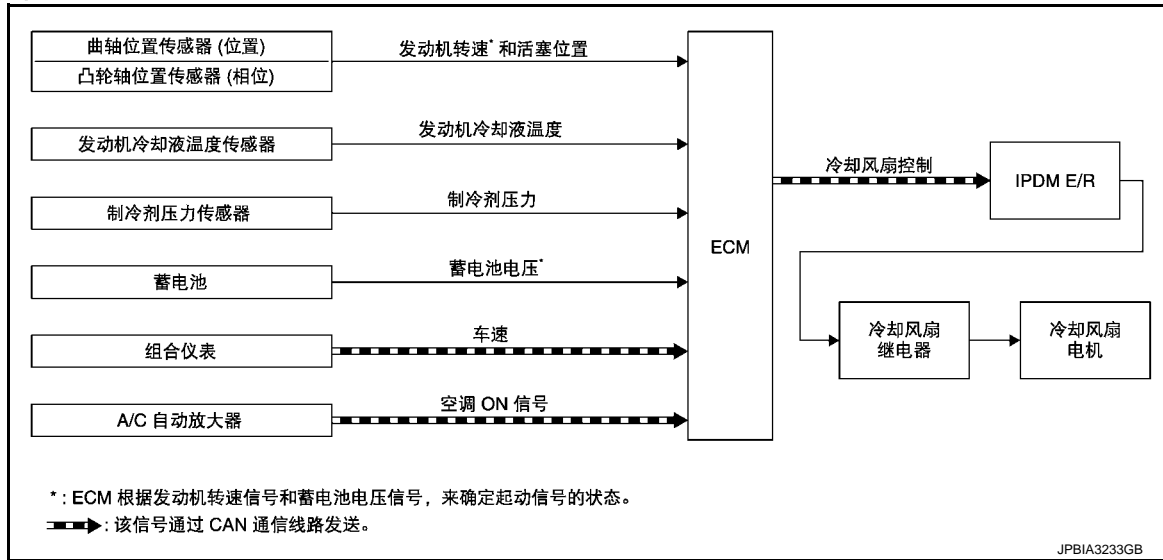 曲轴位置传感器 (位置)
发动机转速* 和活塞位置
凸轮轴位置传感器 (相位)
发动机冷却液温度传感器
发动机冷却液温度
制冷剂压力传感器
制冷剂压力
蓄电池
蓄电池电压*
组合仪表
车速
A/C 自动放大器
空调 ON 信号
ECM
冷却风扇控制
IPDM E/R
冷却风扇
继电器
冷却风扇
电机
* : ECM 根据发动机转速信号和蓄电池电压信号，来确定起动信号的状态。
: 该信号通过 CAN 通信线路发送。
JPBIA3233GB